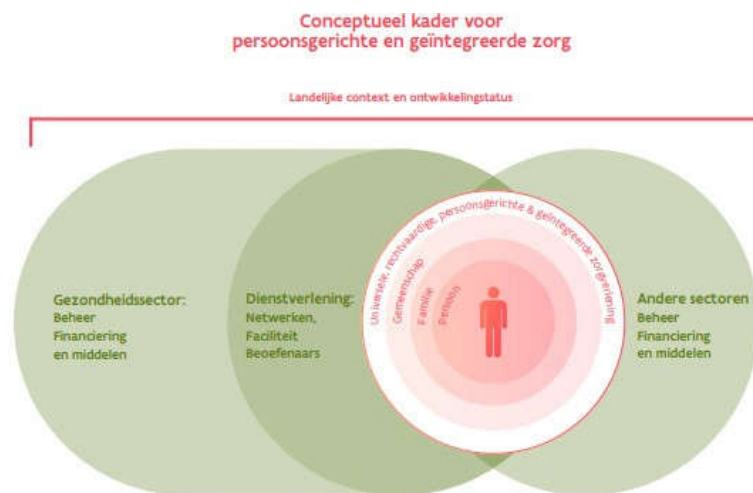 Conceptueel kader voor
persoonsgerichte en geïntegreerde zorg
Landelijke context en ontwikkelingstatus
Universele, rechtvaardige, persoonsgerichte & geïntegreerde zorgverlening
Gemeenschap
Familie
Persoon
Gezondheidssector:
Beheer
Financiering
en middelen
Dienstverlening:
Netwerken,
Faciliteit
Beoefenaars
Andere sectoren
Beheer
Financiering
en middelen